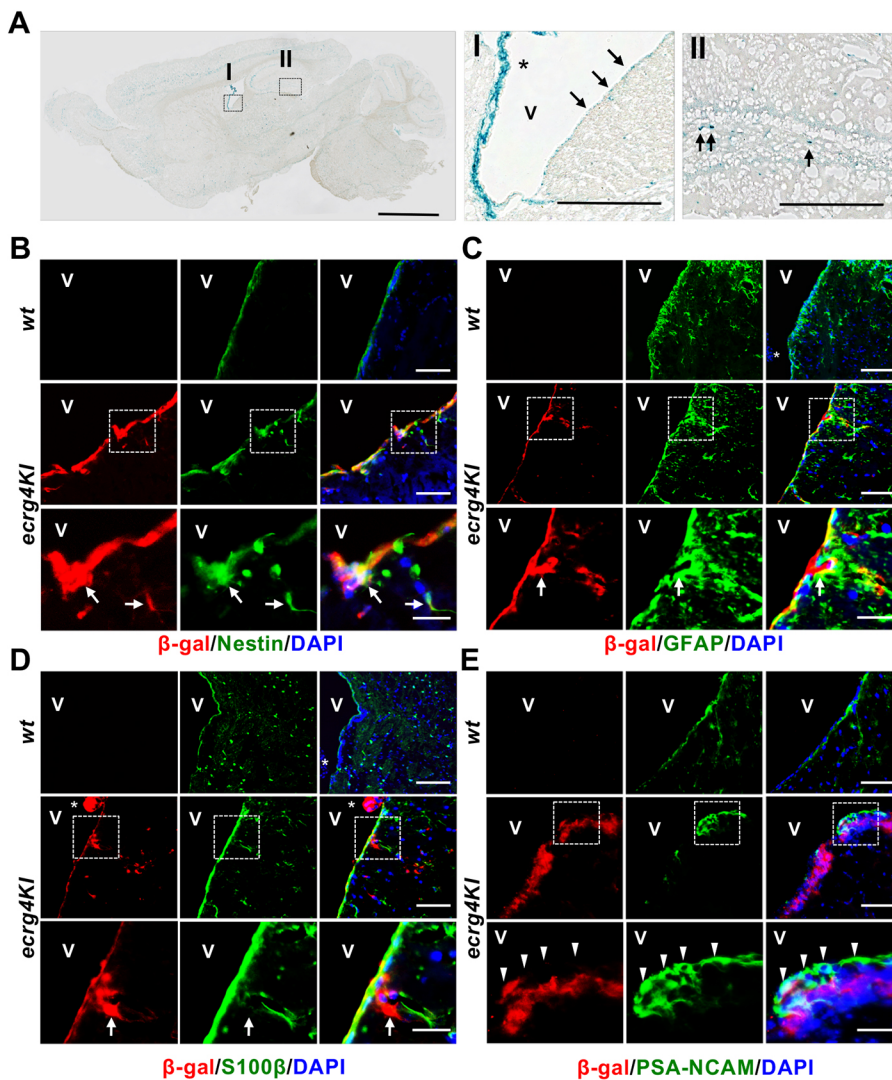 A
I
II
I
*
V
II
B
C
wt
V
V
V
wt
V
V
V
*
ecrg4KI
V
V
V
ecrg4KI
V
V
V
V
V
V
V
V
V
β-gal/Nestin/DAPI
β-gal/GFAP/DAPI
D
E
wt
V
V
V
*
wt
V
V
V
ecrg4KI
*
V
V
*
V
ecrg4KI
V
V
V
V
V
V
V
V
V
β-gal/S100β/DAPI
β-gal/PSA-NCAM/DAPI